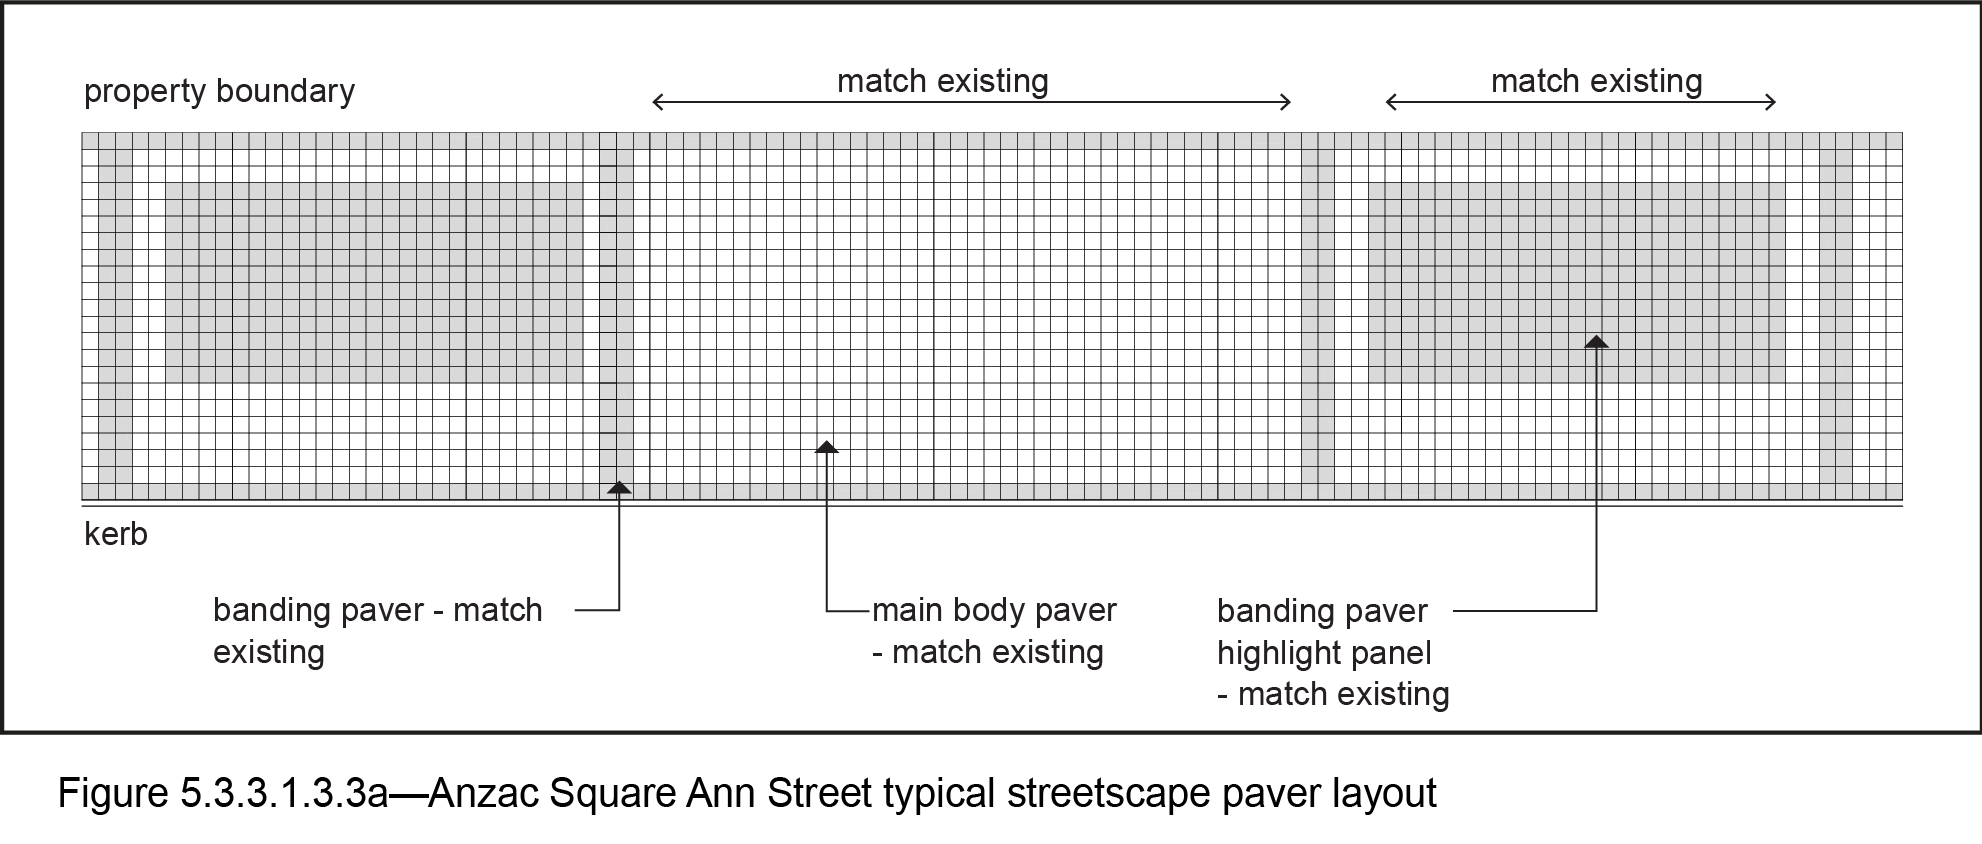 property boundary
match existing
match existing
kerb
banding paver - match
existing
main body paver
- match existing
banding paver
highlight panel
- match existing
Figure 5.3.3.1.3.3a—Anzac Square Ann Street typical streetscape paver layout